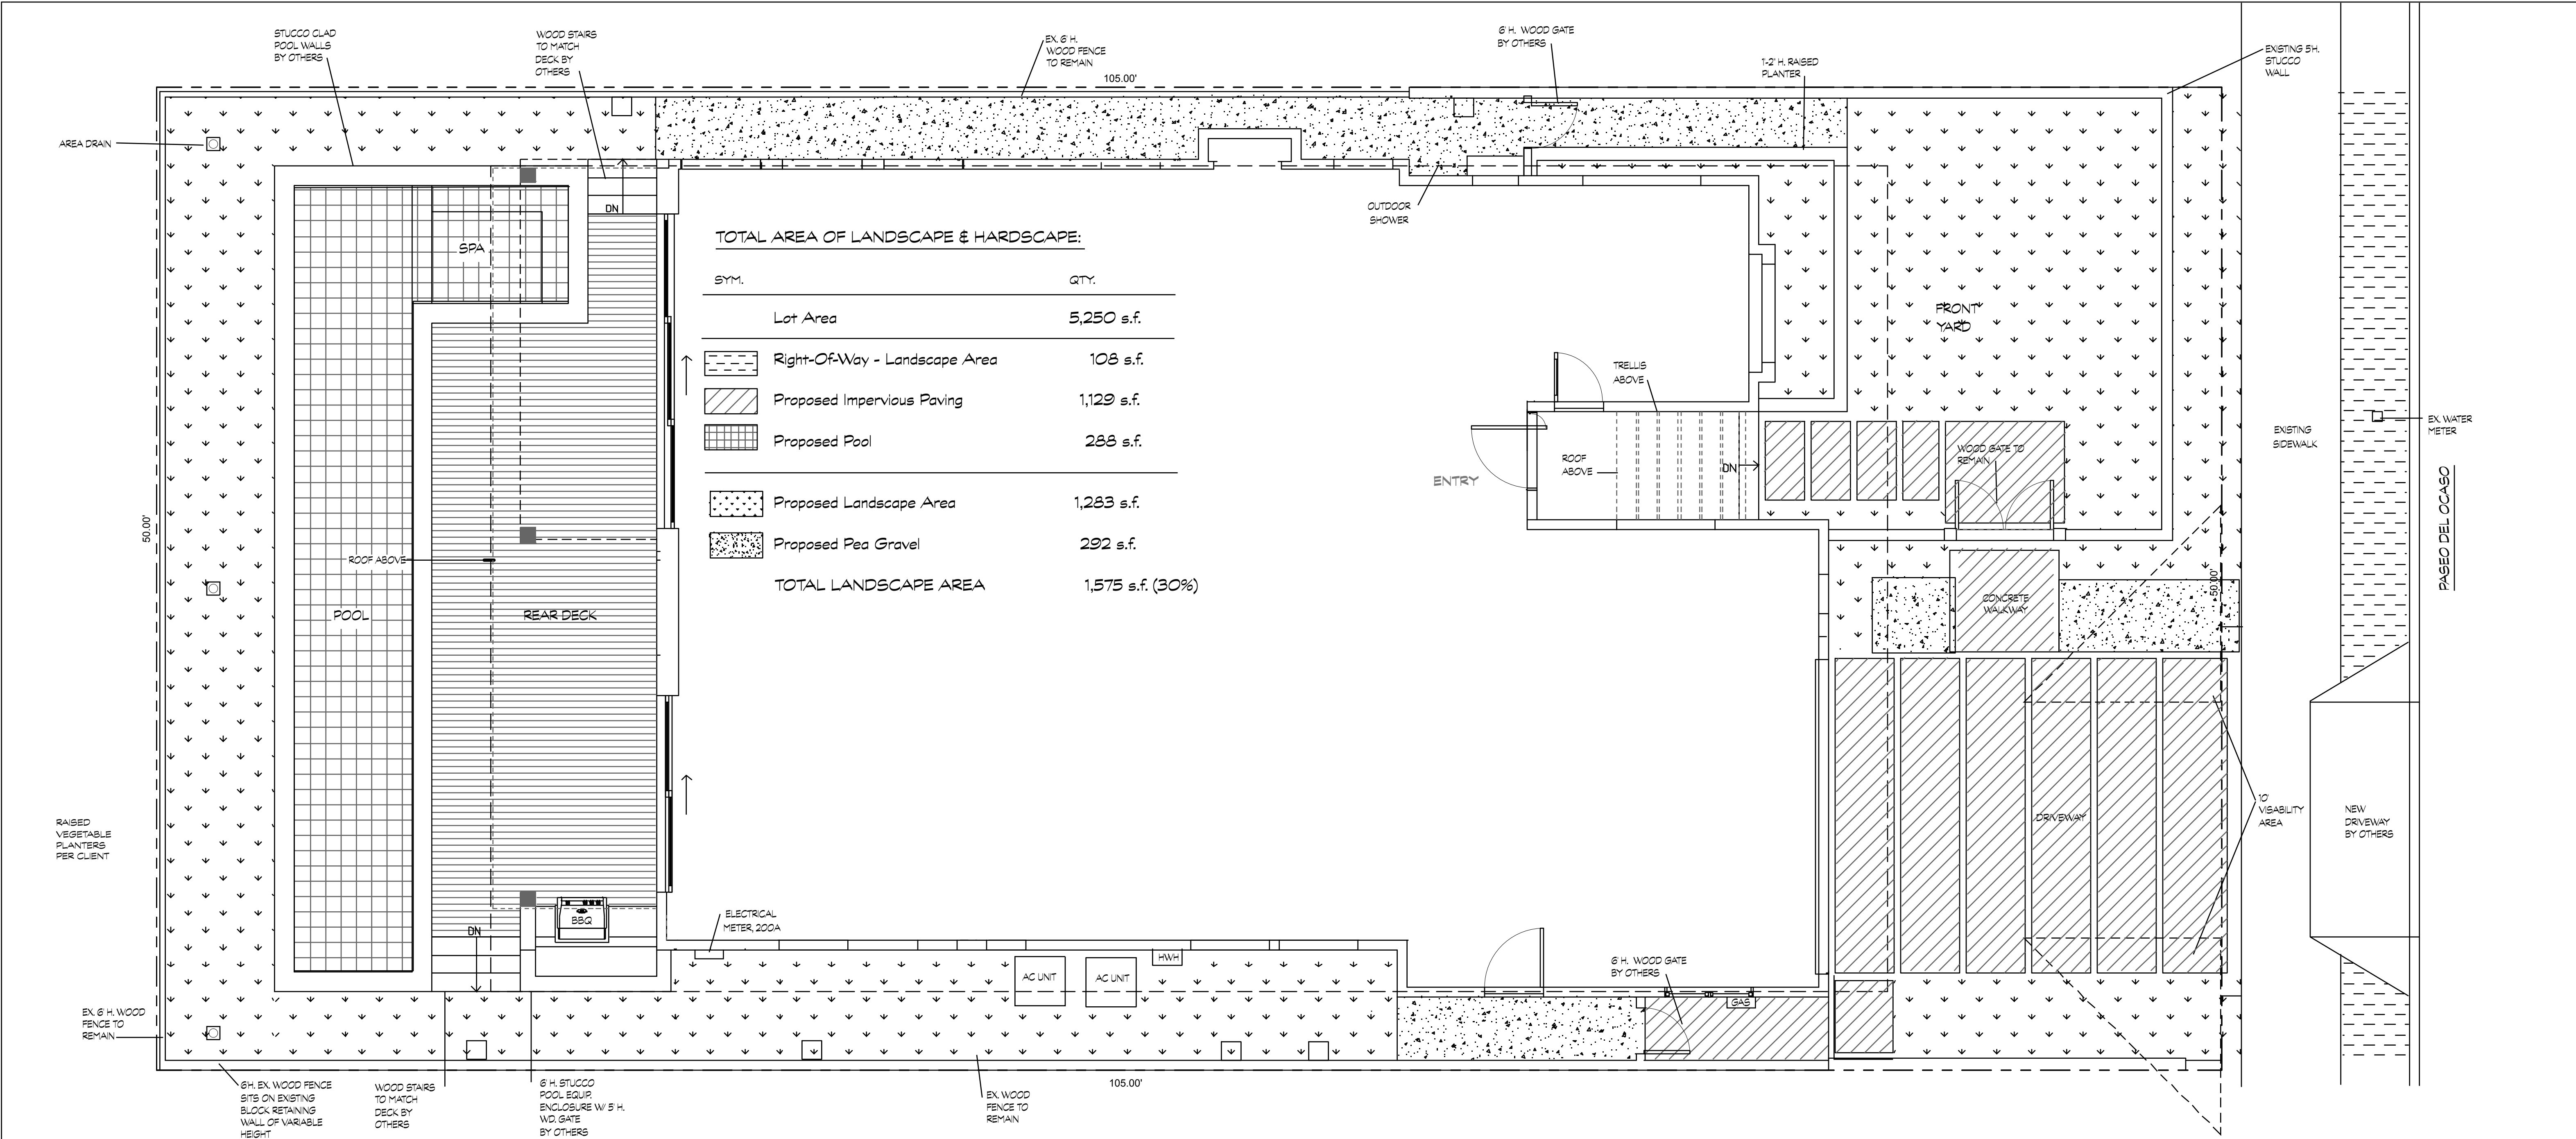 STUCCO CLAD
POOL WALLS
BY OTHERS
WOOD STAIRS
TO MATCH
DECK BY
OTHERS
EX. 6' H.
WOOD FENCE
TO REMAIN
105.00'
6' H. WOOD GATE
BY OTHERS
1'-2' H. RAISED
PLANTER
EXISTING 5'H.
STUCCO
WALL
AREA DRAIN
DN
OUTDOOR
SHOWER
SPA
TOTAL AREA OF LANDSCAPE & HARDSCAPE:
SYM. QTY.
Lot Area 5,250 s.f.
Right-Of-Way - Landscape Area 108 s.f.
Proposed Impervious Paving 1,129 s.f.
Proposed Pool 288 s.f.
Proposed Landscape Area 1,283 s.f.
Proposed Pea Gravel 292 s.f.
TOTAL LANDSCAPE AREA 1,575 s.f. (30%)
FRONT
YARD
TRELLIS
ABOVE
ROOF
ABOVE
DN
ENTRY
WOOD GATE TO
REMAIN
EXISTING
SIDEWALK
EX. WATER
METER
PASEO DEL OCASO
50.00'
ROOF ABOVE
POOL
REAR DECK
CONCRETE
WALKWAY
50.00'
RAISED
VEGETABLE
PLANTERS
PER CLIENT
DRIVEWAY
10'
VISABILITY
AREA
NEW
DRIVEWAY
BY OTHERS
BBQ
DN
ELECTRICAL
METER, 200A
AC UNIT
AC UNIT
HWH
6' H. WOOD GATE
BY OTHERS
GAS
EX. 6' H. WOOD
FENCE TO
REMAIN
6'H. EX. WOOD FENCE
SITS ON EXISTING
BLOCK RETAINING
WALL OF VARIABLE
HEIGHT
WOOD STAIRS
TO MATCH
DECK BY
OTHERS
6' H. STUCCO
POOL EQUIP.
ENCLOSURE W/ 5' H.
WD. GATE
BY OTHERS
EX. WOOD
FENCE TO
REMAIN
105.00'